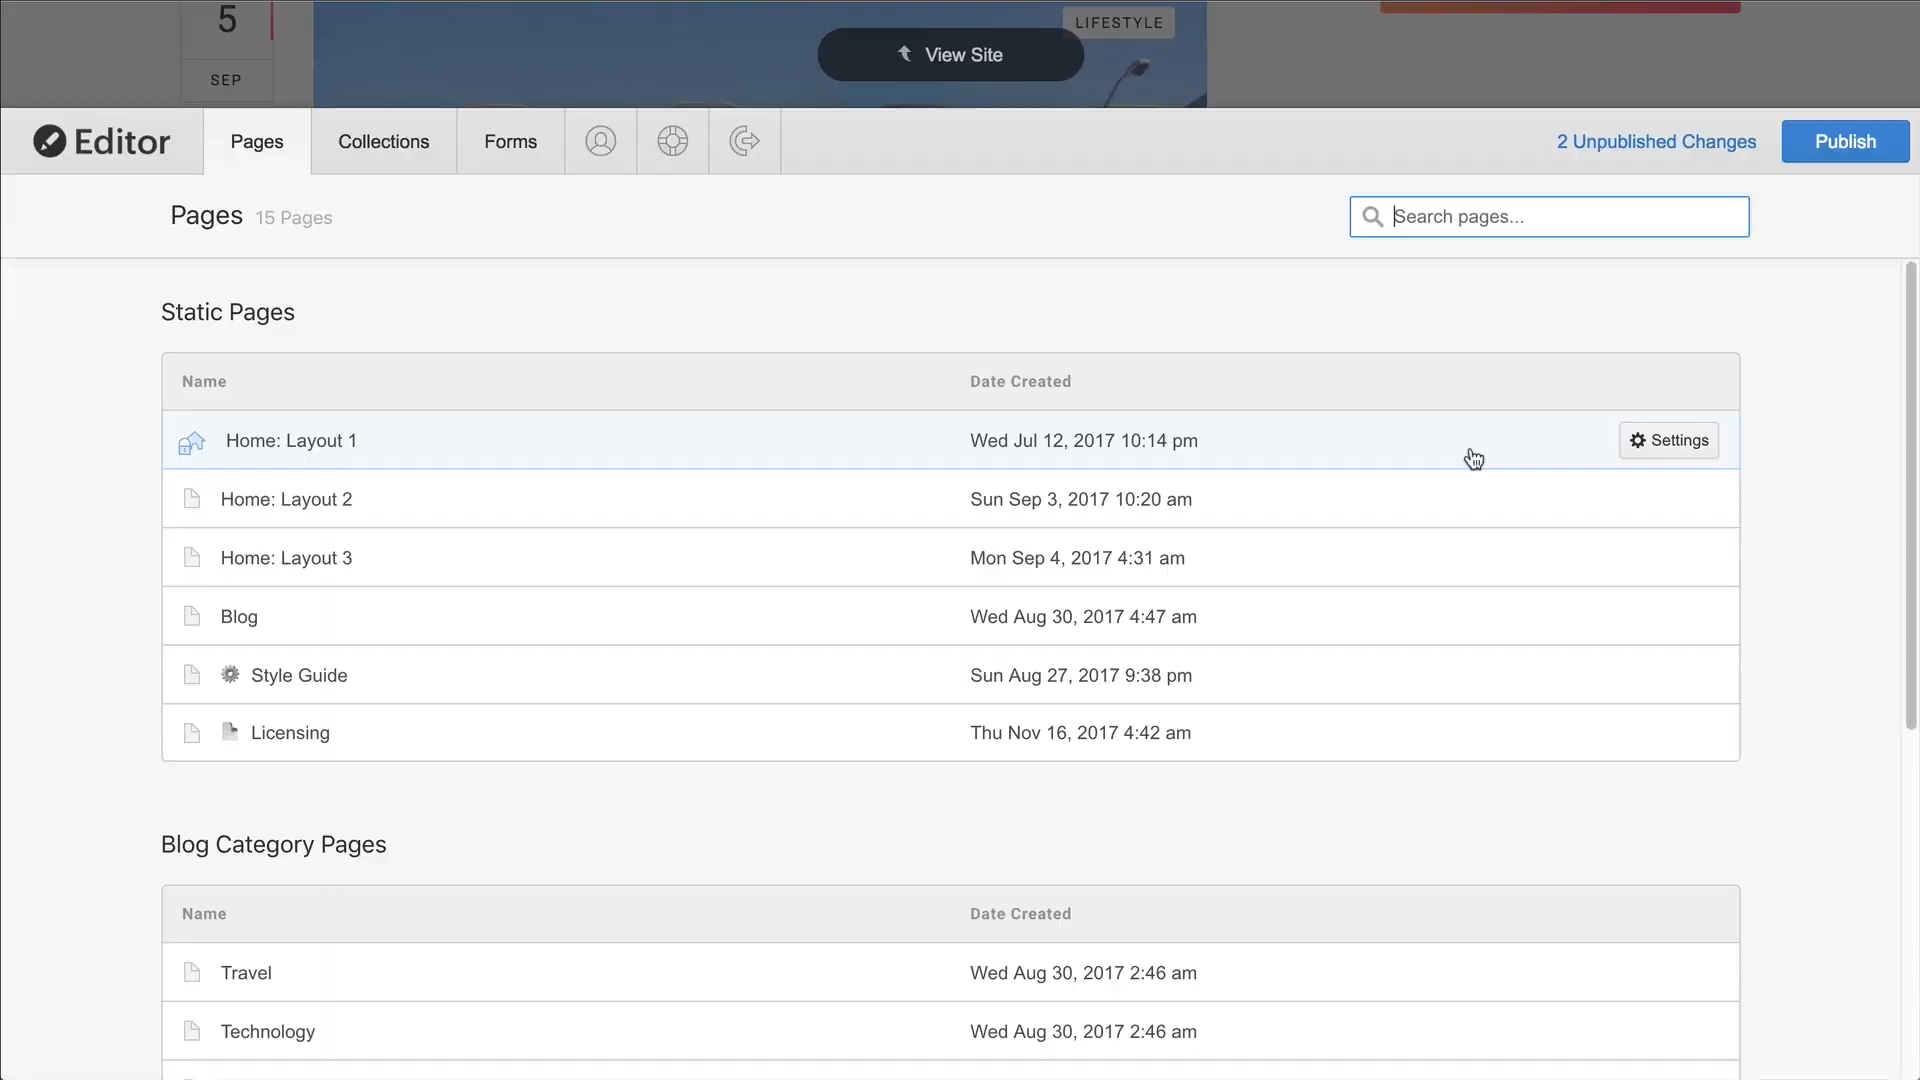 5
LIFESTYLE
View Site
SEP
Editor
Pages
Collections
Forms
2 Unpublished Changes
Publish
Pages 15 Pages
Search pages...
Static Pages
Name Date Created
Home: Layout 1 Wed Jul 12, 2017 10:14 pm Settings
Home: Layout 2 Sun Sep 3, 2017 10:20 am
Home: Layout 3 Mon Sep 4, 2017 4:31 am
Blog Wed Aug 30, 2017 4:47 am
Style Guide Sun Aug 27, 2017 9:38 pm
Licensing Thu Nov 16, 2017 4:42 am
Blog Category Pages
Name Date Created
Travel Wed Aug 30, 2017 2:46 am
Technology Wed Aug 30, 2017 2:46 am